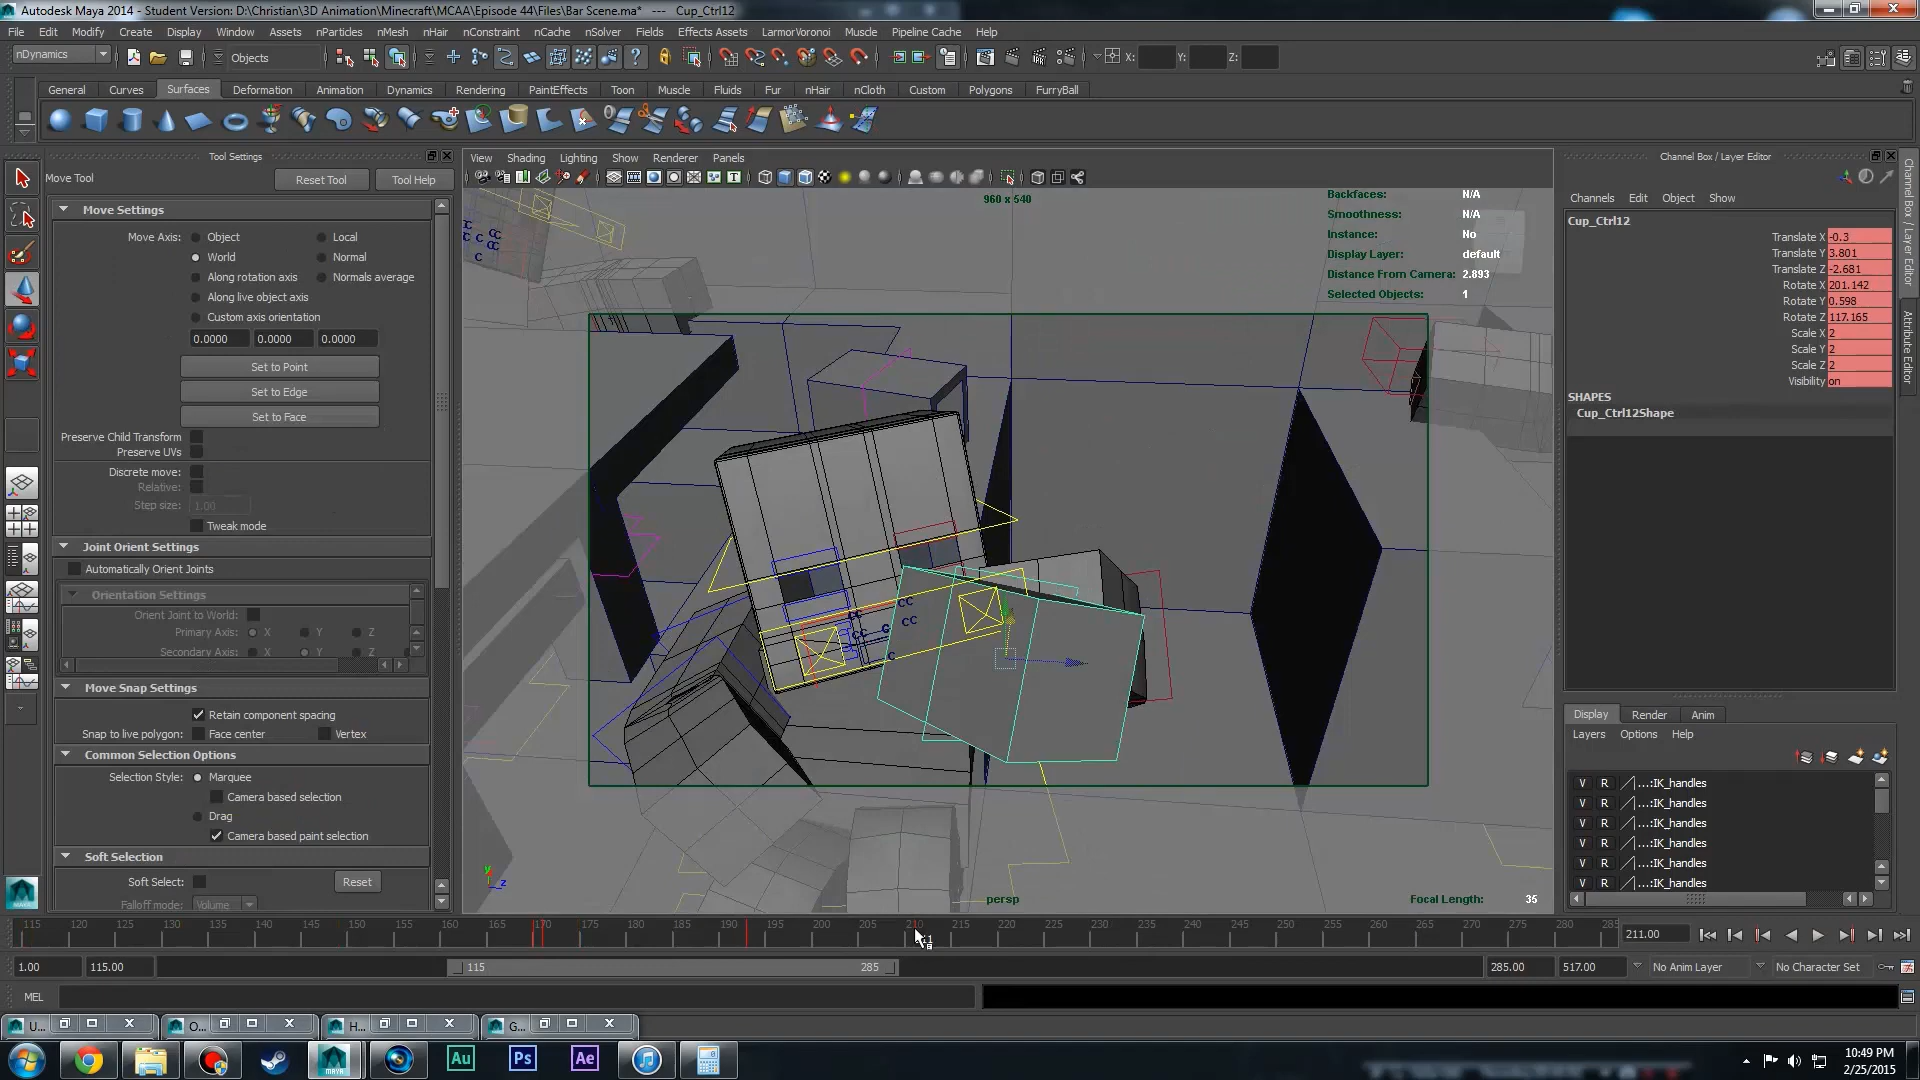 Autodesk Maya 2014 - Student Version: D:\Christian\3D Animation\Minecraft\MCAA\Episode 44\Files\Bar Scene.ma* --- Cup_Ctrl12
File Edit Modify Create Display Window Assets nParticles nMesh nHair nConstraint nCache nSolver Fields Effects Assets LarmorVoronoi Muscle Pipeline Cache Help
nDynamics Objects X: Y: Z:
General Curves Surfaces Deformation Animation Dynamics Rendering PaintEffects Toon Muscle Fluids Fur nHair nCloth Custom Polygons FurryBall
Tool Settings
Move Tool Reset Tool Tool Help
Move Settings
Move Axis: Object Local
World Normal
Along rotation axis Normals average
Along live object axis
Custom axis orientation
0.0000 0.0000 0.0000
Set to Point
Set to Edge
Set to Face
Preserve Child Transform
Preserve UVs
Discrete move:
Relative:
Step size: 1.00
Tweak mode
Joint Orient Settings
Automatically Orient Joints
Orientation Settings
Orient Joint to World:
Primary Axis: X Y Z
Secondary Axis: X Y Z
Move Snap Settings
Retain component spacing
Snap to live polygon: Face center Vertex
Common Selection Options
Selection Style: Marquee
Camera based selection
Drag
Camera based paint selection
Soft Selection
Soft Select: Reset
Falloff mode: Volume
View Shading Lighting Show Renderer Panels
960 x 540
Backfaces: N/A
Smoothness: N/A
Instance: No
Display Layer: default
Distance From Camera: 2.893
Selected Objects: 1
persp
Focal Length: 35
Channel Box / Layer Editor
Channels Edit Object Show
Cup_Ctrl12
Translate X -0.3
Translate Y 3.801
Translate Z -2.681
Rotate X 201.142
Rotate Y 0.598
Rotate Z 117.165
Scale X 2
Scale Y 2
Scale Z 2
Visibility on
SHAPES
Cup_Ctrl12Shape
Display Render Anim
Layers Options Help
V R ...:IK_handles
V R ...:IK_handles
V R ...:IK_handles
V R ...:IK_handles
V R ...:IK_handles
V R ...:IK_handles
Channel Box / Layer Editor
Attribute Editor
115 120 125 130 135 140 145 150 155 160 165 170 175 180 185 190 195 200 205 210 215 220 225 230 235 240 245 250 255 260 265 270 275 280 285
211.00
1.00 115.00 115 285 285.00 517.00 No Anim Layer No Character Set
MEL
U... O... H... G...
Au Ps Ae
10:49 PM
2/25/2015